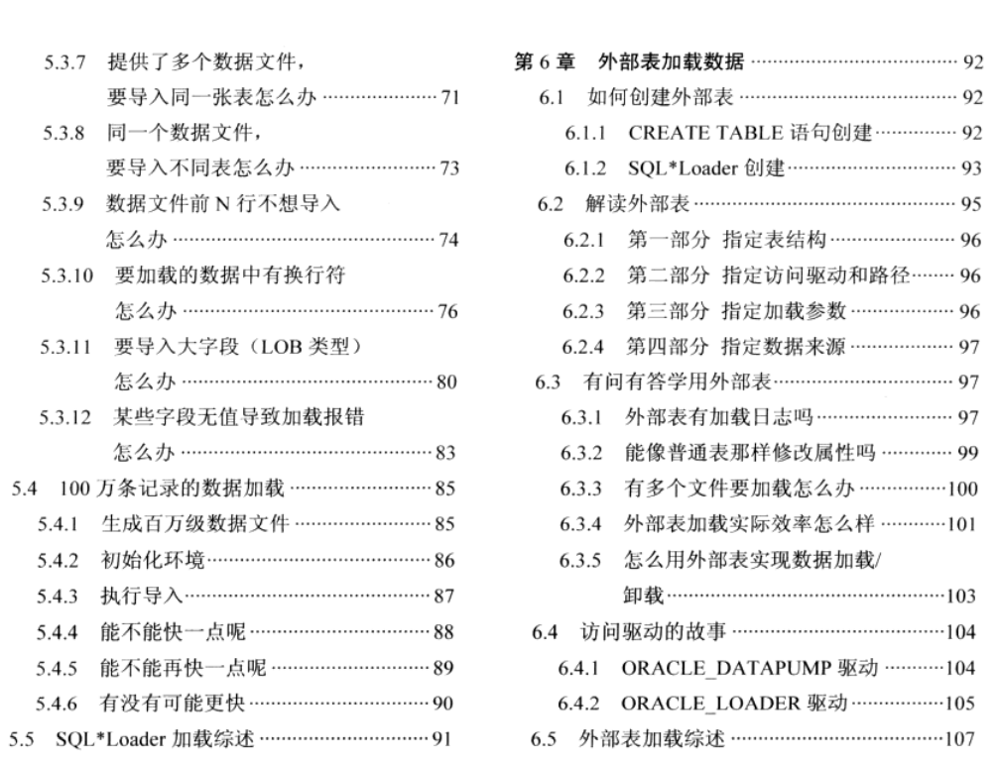 5.3.7 提供了多个数据文件，
要导入同一张表怎么办 ………………… 71
5.3.8 同一个数据文件，
要导入不同表怎么办 …………………… 73
5.3.9 数据文件前 N 行不想导入
怎么办 ……………………………………… 74
5.3.10 要加载的数据中有换行符
怎么办 ……………………………………… 76
5.3.11 要导入大字段（LOB 类型）
怎么办 ……………………………………… 80
5.3.12 某些字段无值导致加载报错
怎么办 ……………………………………… 83
5.4 100 万条记录的数据加载 …………………… 85
5.4.1 生成百万级数据文件 …………………… 85
5.4.2 初始化环境 ………………………………… 86
5.4.3 执行导入 …………………………………… 87
5.4.4 能不能快一点呢 ………………………… 88
5.4.5 能不能再快一点呢 ……………………… 89
5.4.6 有没有可能更快 ………………………… 90
5.5 SQL*Loader 加载综述 ………………………… 91
第 6 章 外部表加载数据 ………………………………… 92
6.1 如何创建外部表 ………………………………… 92
6.1.1 CREATE TABLE 语句创建 …………… 92
6.1.2 SQL*Loader 创建 ………………………… 93
6.2 解读外部表 ………………………………………… 95
6.2.1 第一部分 指定表结构 ………………… 96
6.2.2 第二部分 指定访问驱动和路径 …… 96
6.2.3 第三部分 指定加载参数 ……………… 96
6.2.4 第四部分 指定数据来源 ……………… 97
6.3 有问有答学用外部表 …………………………… 97
6.3.1 外部表有加载日志吗 …………………… 97
6.3.2 能像普通表那样修改属性吗 ………… 99
6.3.3 有多个文件要加载怎么办 …………… 100
6.3.4 外部表加载实际效率怎么样 ………… 101
6.3.5 怎么用外部表实现数据加载/
卸载 ………………………………………… 103
6.4 访问驱动的故事 ………………………………… 104
6.4.1 ORACLE_DATAPUMP 驱动 ………… 104
6.4.2 ORACLE_LOADER 驱动 ……………… 105
6.5 外部表加载综述 ………………………………… 107